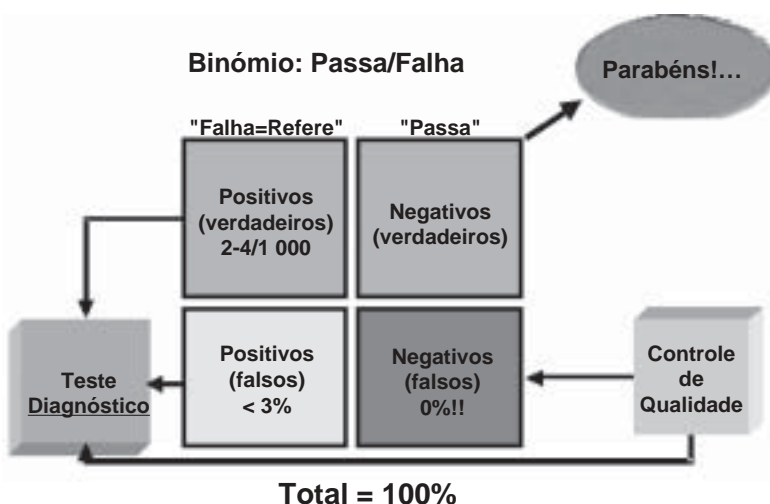 Binómio: Passa/Falha
Parabéns!...
"Falha=Refere"
"Passa"
Positivos
(verdadeiros)
2-4/1 000
Negativos
(verdadeiros)
Teste
Diagnóstico
Positivos
(falsos)
< 3%
Negativos
(falsos)
0%!!
Controle
de
Qualidade
Total = 100%